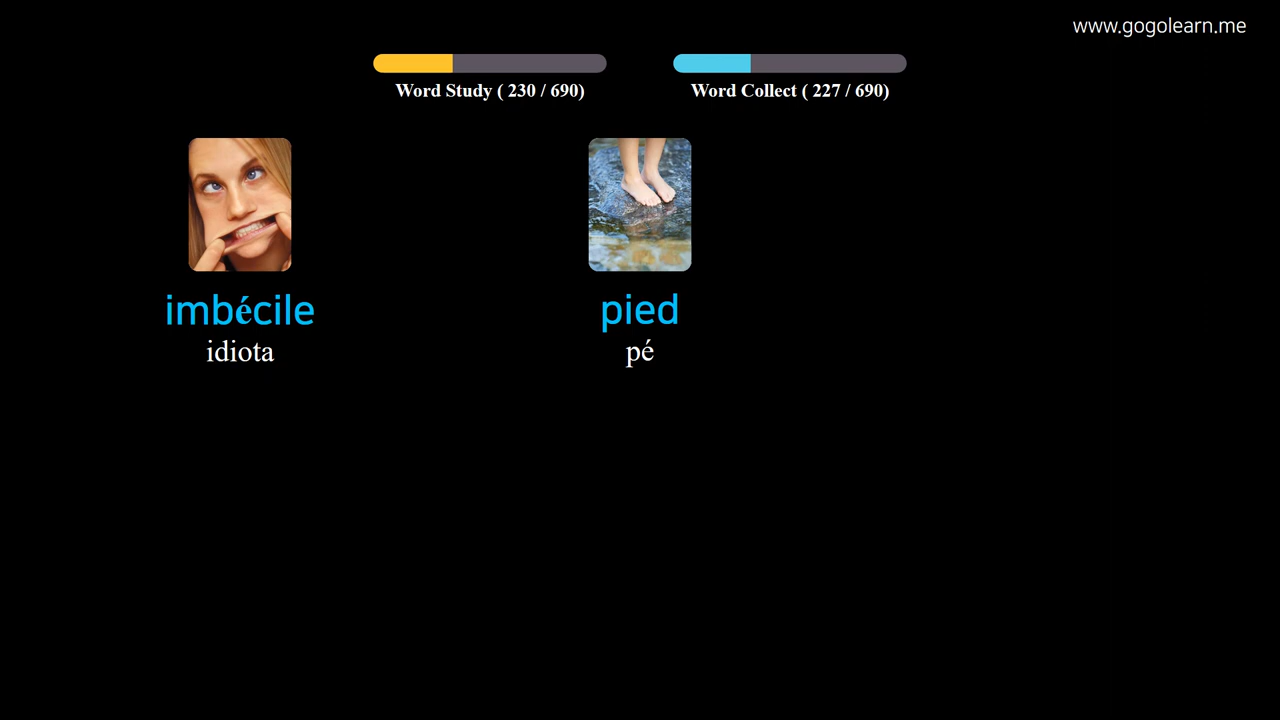 www.gogolearn.me
Word Study ( 230 / 690)
Word Collect ( 227 / 690)
imbécile
idiota
pied
pé